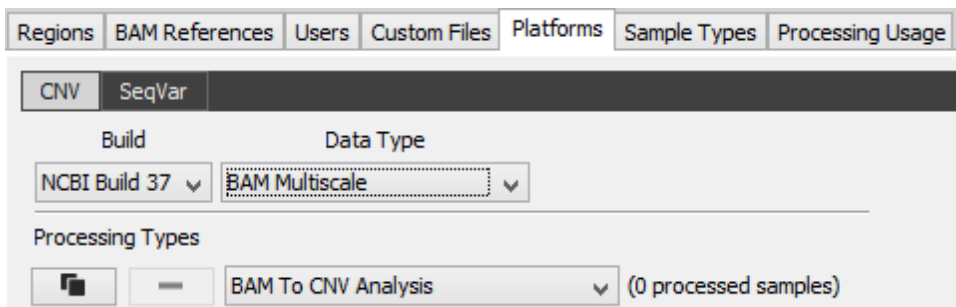 Regions BAM References Users Custom Files Platforms Sample Types Processing Usage
CNV SeqVar
Build Data Type
NCBI Build 37 BAM Multiscale
Processing Types
BAM To CNV Analysis (0 processed samples)